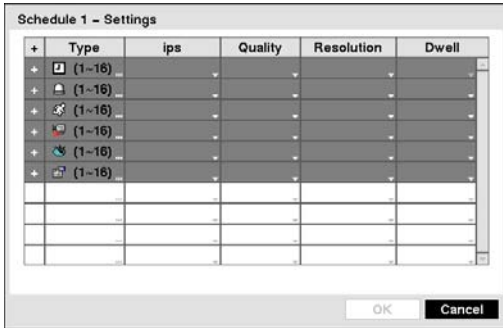 Schedule 1 – Settings
+ Type ips Quality Resolution Dwell
+ (1~16) ...
+ (1~16) ...
+ (1~16) ...
+ (1~16) ...
+ (1~16) ...
+ (1~16) ...
OK Cancel